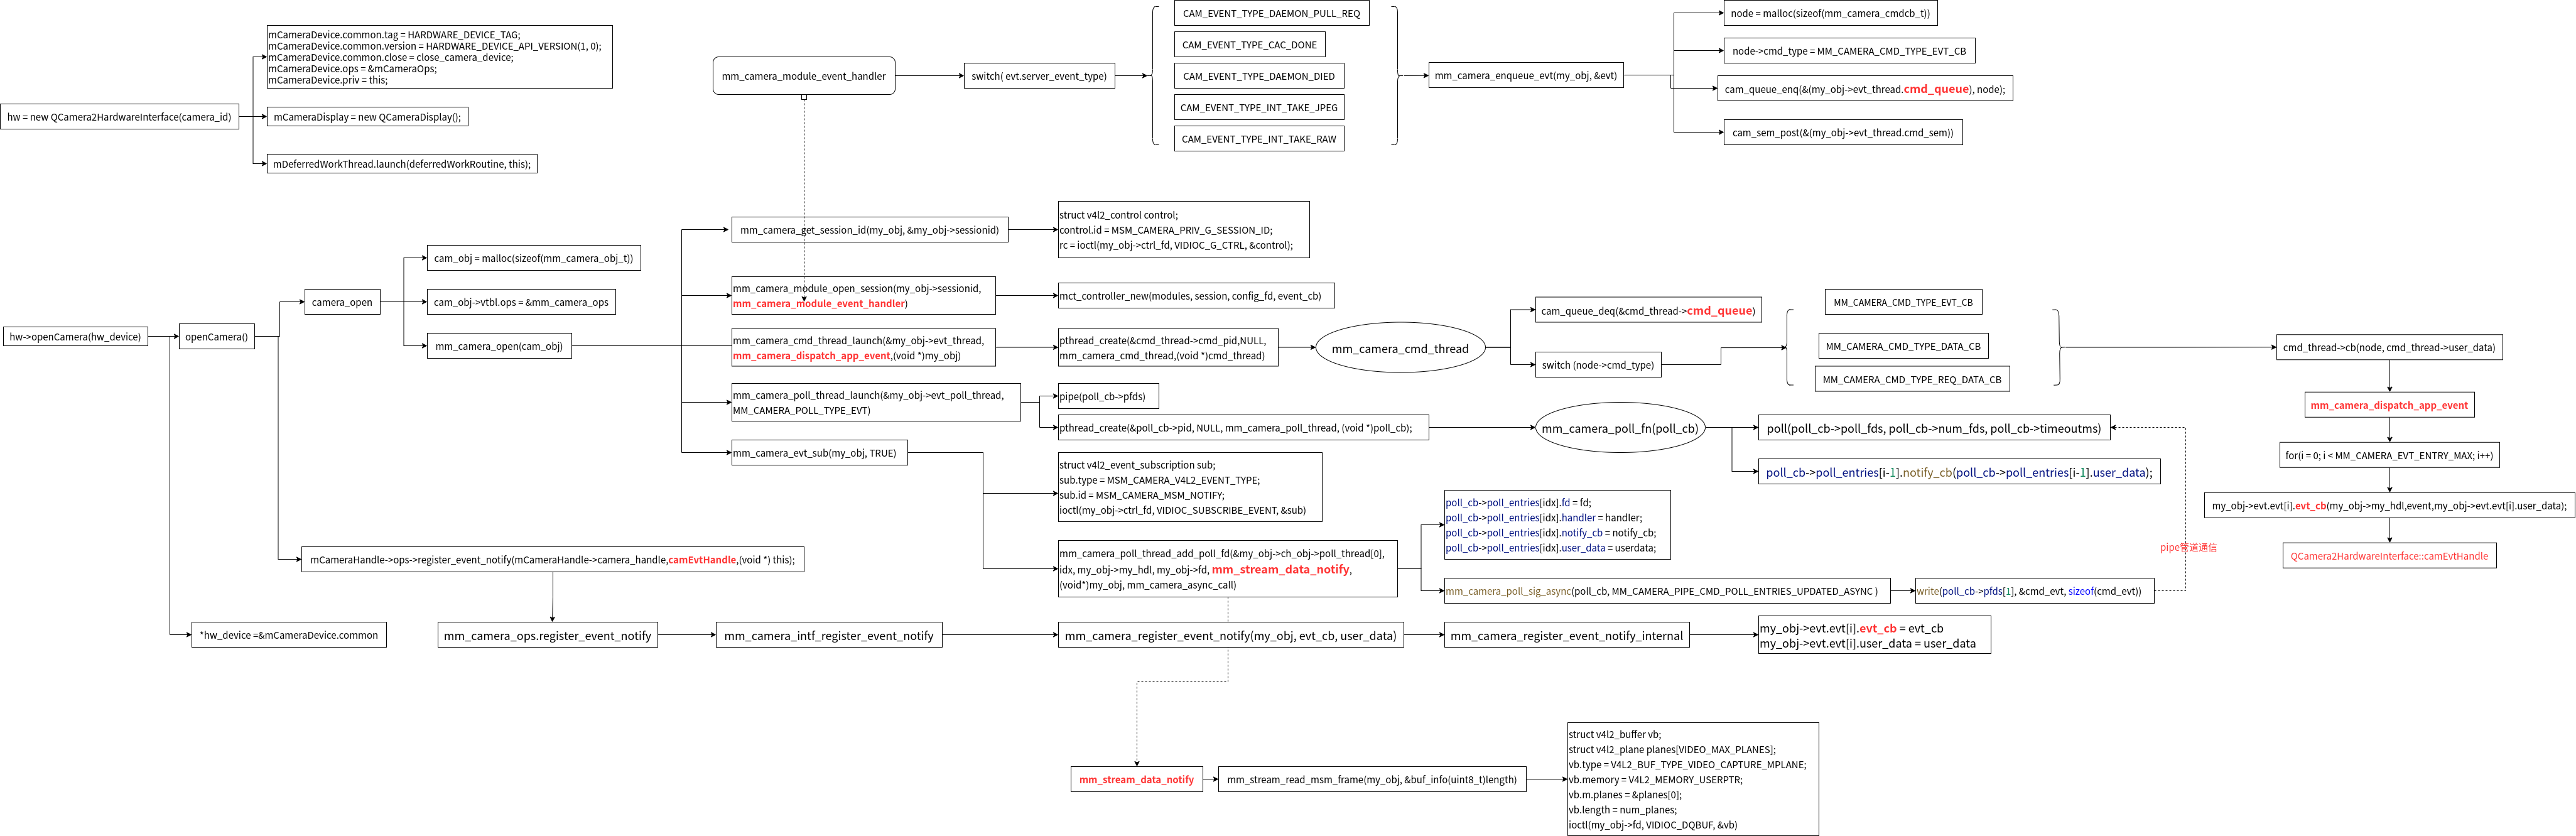 mCameraDevice.common.tag = HARDWARE_DEVICE_TAG;
mCameraDevice.common.version = HARDWARE_DEVICE_API_VERSION(1, 0);
mCameraDevice.common.close = close_camera_device;
mCameraDevice.ops = &mCameraOps;
mCameraDevice.priv = this;
hw = new QCamera2HardwareInterface(camera_id)
mCameraDisplay = new QCameraDisplay();
mDeferredWorkThread.launch(deferredWorkRoutine, this);
mm_camera_module_event_handler
switch( evt.server_event_type)
CAM_EVENT_TYPE_DAEMON_PULL_REQ
CAM_EVENT_TYPE_CAC_DONE
CAM_EVENT_TYPE_DAEMON_DIED
CAM_EVENT_TYPE_INT_TAKE_JPEG
CAM_EVENT_TYPE_INT_TAKE_RAW
mm_camera_enqueue_evt(my_obj, &evt)
node = malloc(sizeof(mm_camera_cmdcb_t))
node->cmd_type = MM_CAMERA_CMD_TYPE_EVT_CB
cam_queue_enq(&(my_obj->evt_thread.cmd_queue), node);
cam_sem_post(&(my_obj->evt_thread.cmd_sem))
hw->openCamera(hw_device)
openCamera()
camera_open
cam_obj = malloc(sizeof(mm_camera_obj_t))
cam_obj->vtbl.ops = &mm_camera_ops
mm_camera_open(cam_obj)
mm_camera_get_session_id(my_obj, &my_obj->sessionid)
struct v4l2_control control;
control.id = MSM_CAMERA_PRIV_G_SESSION_ID;
rc = ioctl(my_obj->ctrl_fd, VIDIOC_G_CTRL, &control);
mm_camera_module_open_session(my_obj->sessionid,
mm_camera_module_event_handler)
mct_controller_new(modules, session, config_fd, event_cb)
mm_camera_cmd_thread_launch(&my_obj->evt_thread,
mm_camera_dispatch_app_event,(void *)my_obj)
pthread_create(&cmd_thread->cmd_pid,NULL,
mm_camera_cmd_thread,(void *)cmd_thread)
mm_camera_cmd_thread
cam_queue_deq(&cmd_thread->cmd_queue)
switch (node->cmd_type)
MM_CAMERA_CMD_TYPE_EVT_CB
MM_CAMERA_CMD_TYPE_DATA_CB
MM_CAMERA_CMD_TYPE_REQ_DATA_CB
cmd_thread->cb(node, cmd_thread->user_data)
mm_camera_dispatch_app_event
for(i = 0; i < MM_CAMERA_EVT_ENTRY_MAX; i++)
my_obj->evt.evt[i].evt_cb(my_obj->my_hdl,event,my_obj->evt.evt[i].user_data);
QCamera2HardwareInterface::camEvtHandle
mm_camera_poll_thread_launch(&my_obj->evt_poll_thread,
MM_CAMERA_POLL_TYPE_EVT)
pipe(poll_cb->pfds)
pthread_create(&poll_cb->pid, NULL, mm_camera_poll_thread, (void *)poll_cb);
mm_camera_poll_fn(poll_cb)
poll(poll_cb->poll_fds, poll_cb->num_fds, poll_cb->timeoutms)
poll_cb->poll_entries[i-1].notify_cb(poll_cb->poll_entries[i-1].user_data);
mm_camera_evt_sub(my_obj, TRUE)
struct v4l2_event_subscription sub;
sub.type = MSM_CAMERA_V4L2_EVENT_TYPE;
sub.id = MSM_CAMERA_MSM_NOTIFY;
ioctl(my_obj->ctrl_fd, VIDIOC_SUBSCRIBE_EVENT, &sub)
mm_camera_poll_thread_add_poll_fd(&my_obj->ch_obj->poll_thread[0],
idx, my_obj->my_hdl, my_obj->fd, mm_stream_data_notify,
(void*)my_obj, mm_camera_async_call)
poll_cb->poll_entries[idx].fd = fd;
poll_cb->poll_entries[idx].handler = handler;
poll_cb->poll_entries[idx].notify_cb = notify_cb;
poll_cb->poll_entries[idx].user_data = userdata;
mm_camera_poll_sig_async(poll_cb, MM_CAMERA_PIPE_CMD_POLL_ENTRIES_UPDATED_ASYNC )
write(poll_cb->pfds[1], &cmd_evt, sizeof(cmd_evt))
pipe管道通信
mCameraHandle->ops->register_event_notify(mCameraHandle->camera_handle,camEvtHandle,(void *) this);
*hw_device =&mCameraDevice.common
mm_camera_ops.register_event_notify
mm_camera_intf_register_event_notify
mm_camera_register_event_notify(my_obj, evt_cb, user_data)
mm_camera_register_event_notify_internal
my_obj->evt.evt[i].evt_cb = evt_cb
my_obj->evt.evt[i].user_data = user_data
mm_stream_data_notify
mm_stream_read_msm_frame(my_obj, &buf_info(uint8_t)length)
struct v4l2_buffer vb;
struct v4l2_plane planes[VIDEO_MAX_PLANES];
vb.type = V4L2_BUF_TYPE_VIDEO_CAPTURE_MPLANE;
vb.memory = V4L2_MEMORY_USERPTR;
vb.m.planes = &planes[0];
vb.length = num_planes;
ioctl(my_obj->fd, VIDIOC_DQBUF, &vb)